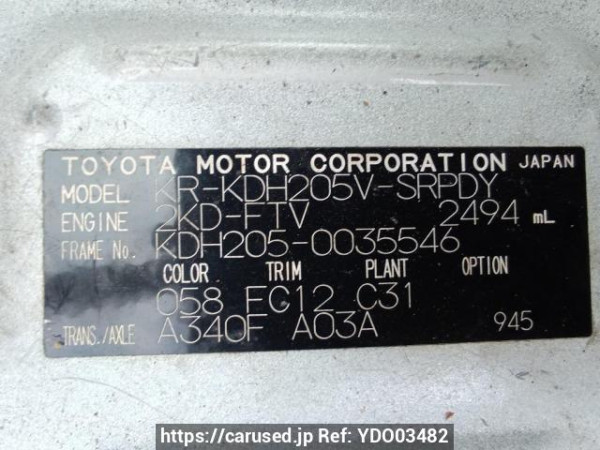 TOYOTA MOTOR CORPORATION JAPAN
MODEL KR-KDH205V-SRPDY
ENGINE 2KD-FTV 2494 mL
FRAME No. KDH205-0035546
COLOR TRIM PLANT OPTION
058 FC12 C31
TRANS./AXLE A340F A03A 945
https://carused.jp Ref: YDO03482